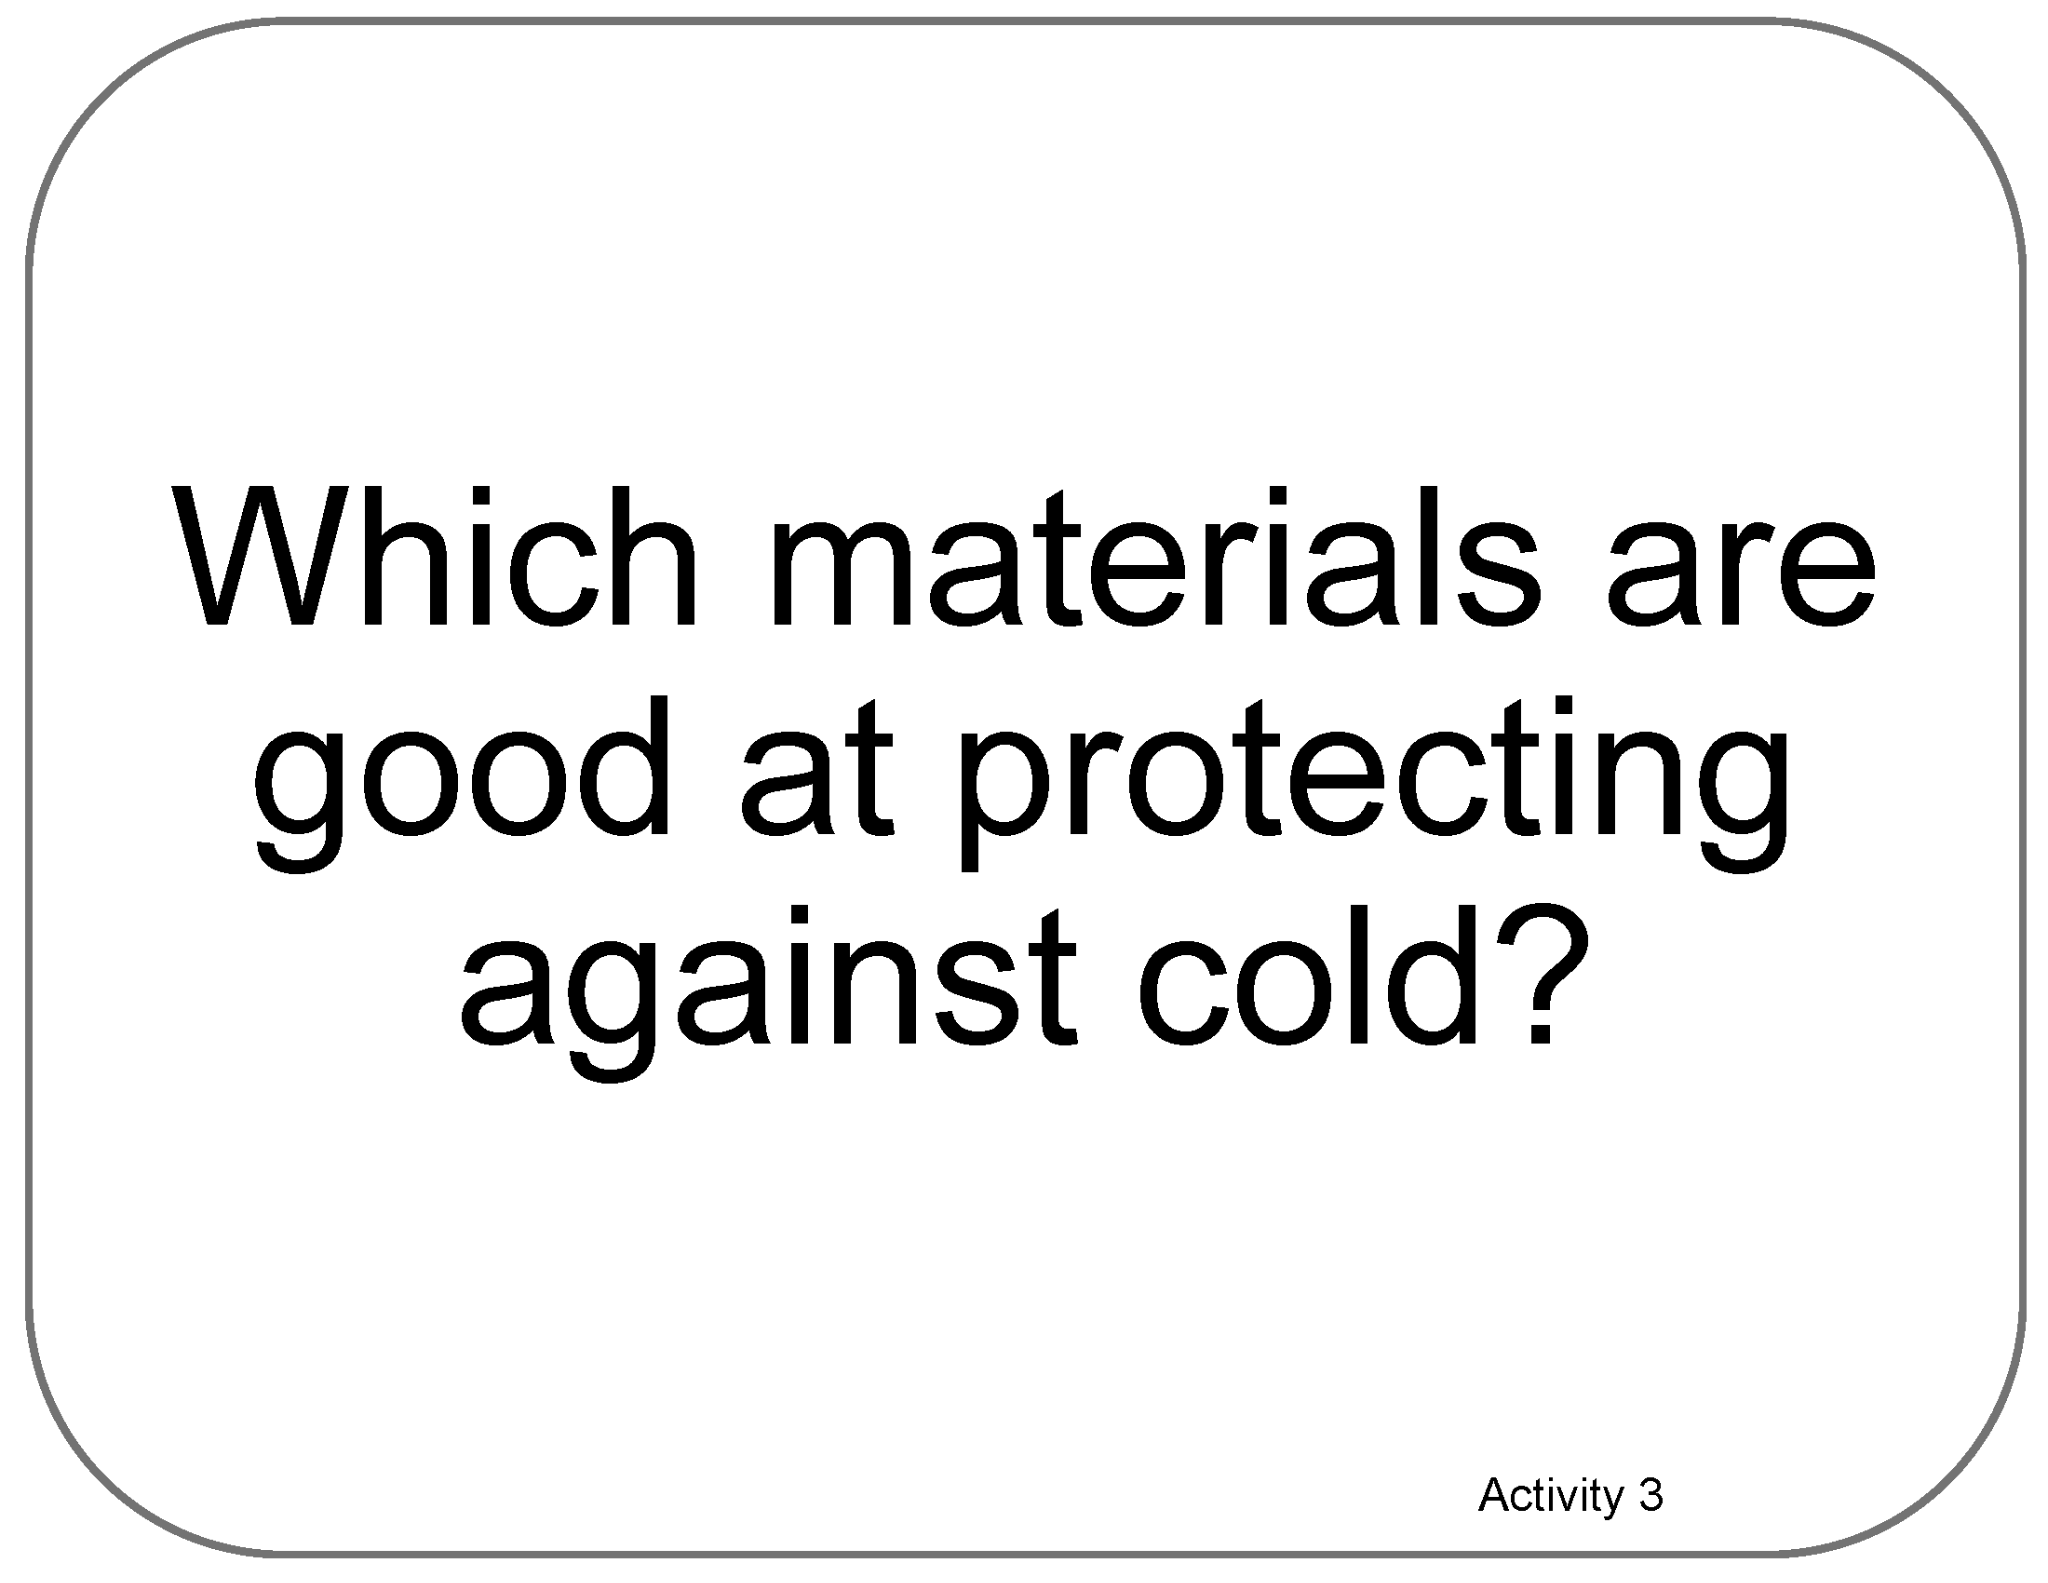 Which materials are
good at protecting
against cold?
Activity 3